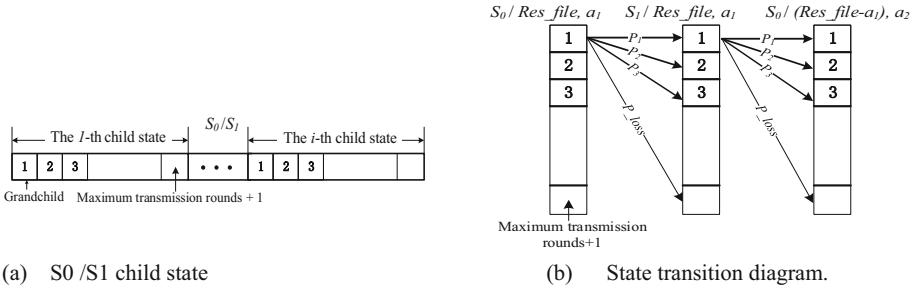 S0/S1
The 1-th child state
The i-th child state
1 2 3 • • • 1 2 3
Grandchild
Maximum transmission rounds + 1
(a) S0 /S1 child state
S0 / Res_file, a1
S1 / Res_file, a1
S0 / (Res_file-a1), a2
1 P1 1 P1 1
2 P2 2 P2 2
3 P3 3 P3 3
P_loss P_loss
Maximum transmission
rounds+1
(b) State transition diagram.